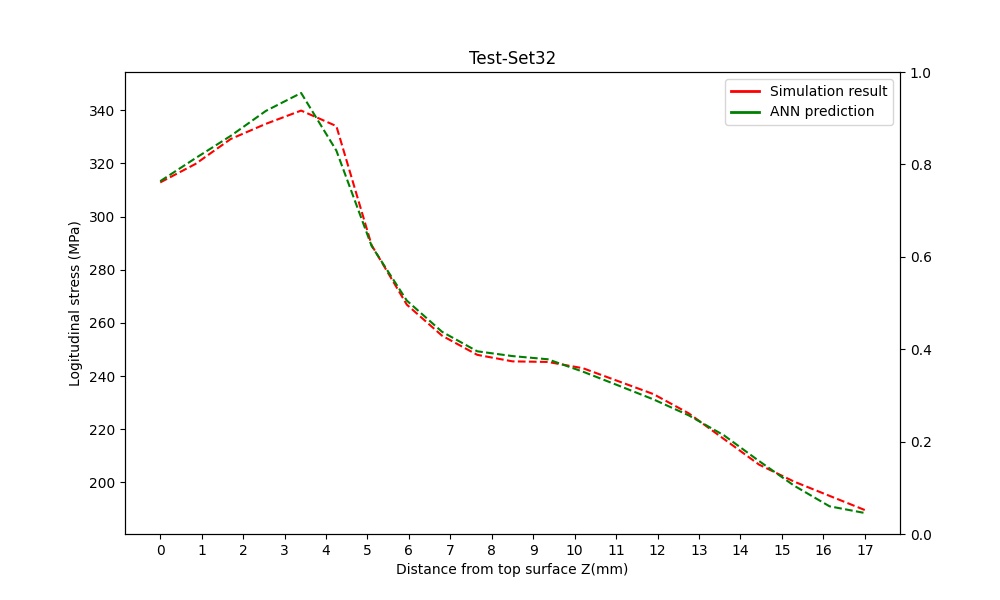 Test-Set32
Simulation result
ANN prediction
Logitudinal stress (MPa)
340
320
300
280
260
240
220
200
1.0
0.8
0.6
0.4
0.2
0.0
0 1 2 3 4 5 6 7 8 9 10 11 12 13 14 15 16 17
Distance from top surface Z(mm)